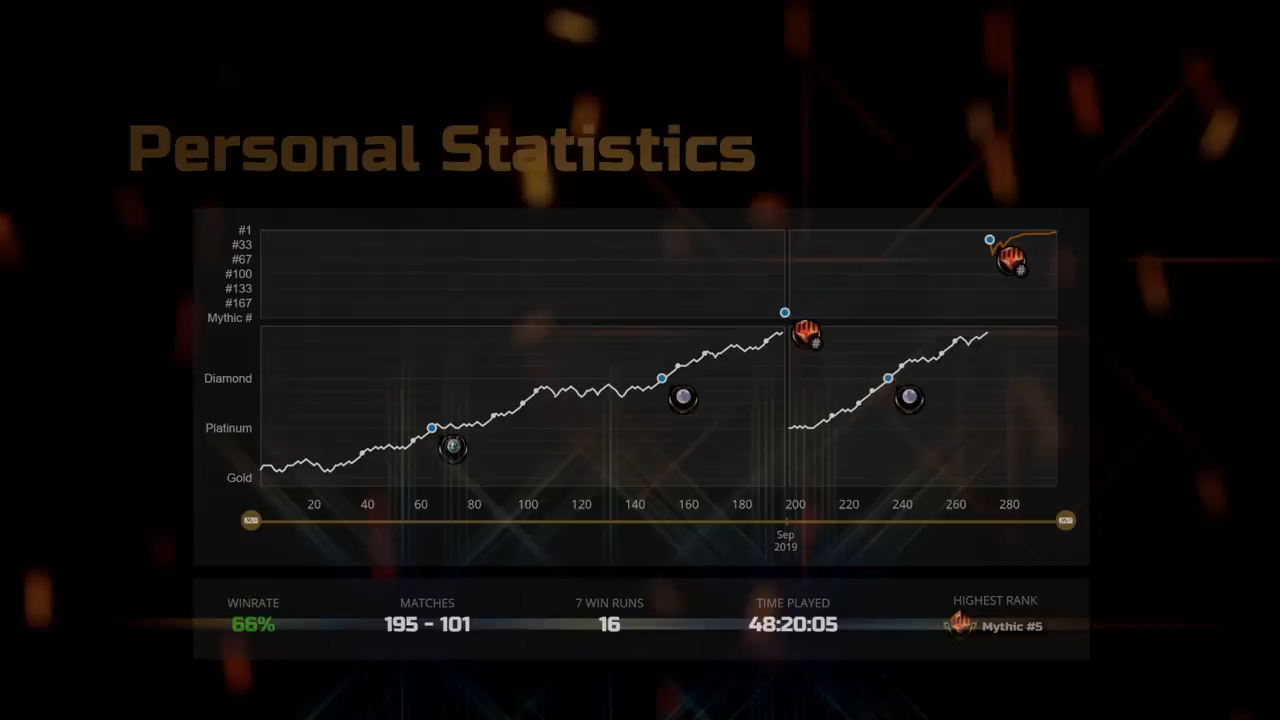 Personal Statistics
#1
#33
#67
#100
#133
#167
Mythic #
Diamond
Platinum
Gold
20 40 60 80 100 120 140 160 180 200 220 240 260 280
Sep
2019
WINRATE MATCHES 7 WIN RUNS TIME PLAYED HIGHEST RANK
66% 195 - 101 16 48:20:05 Mythic #5